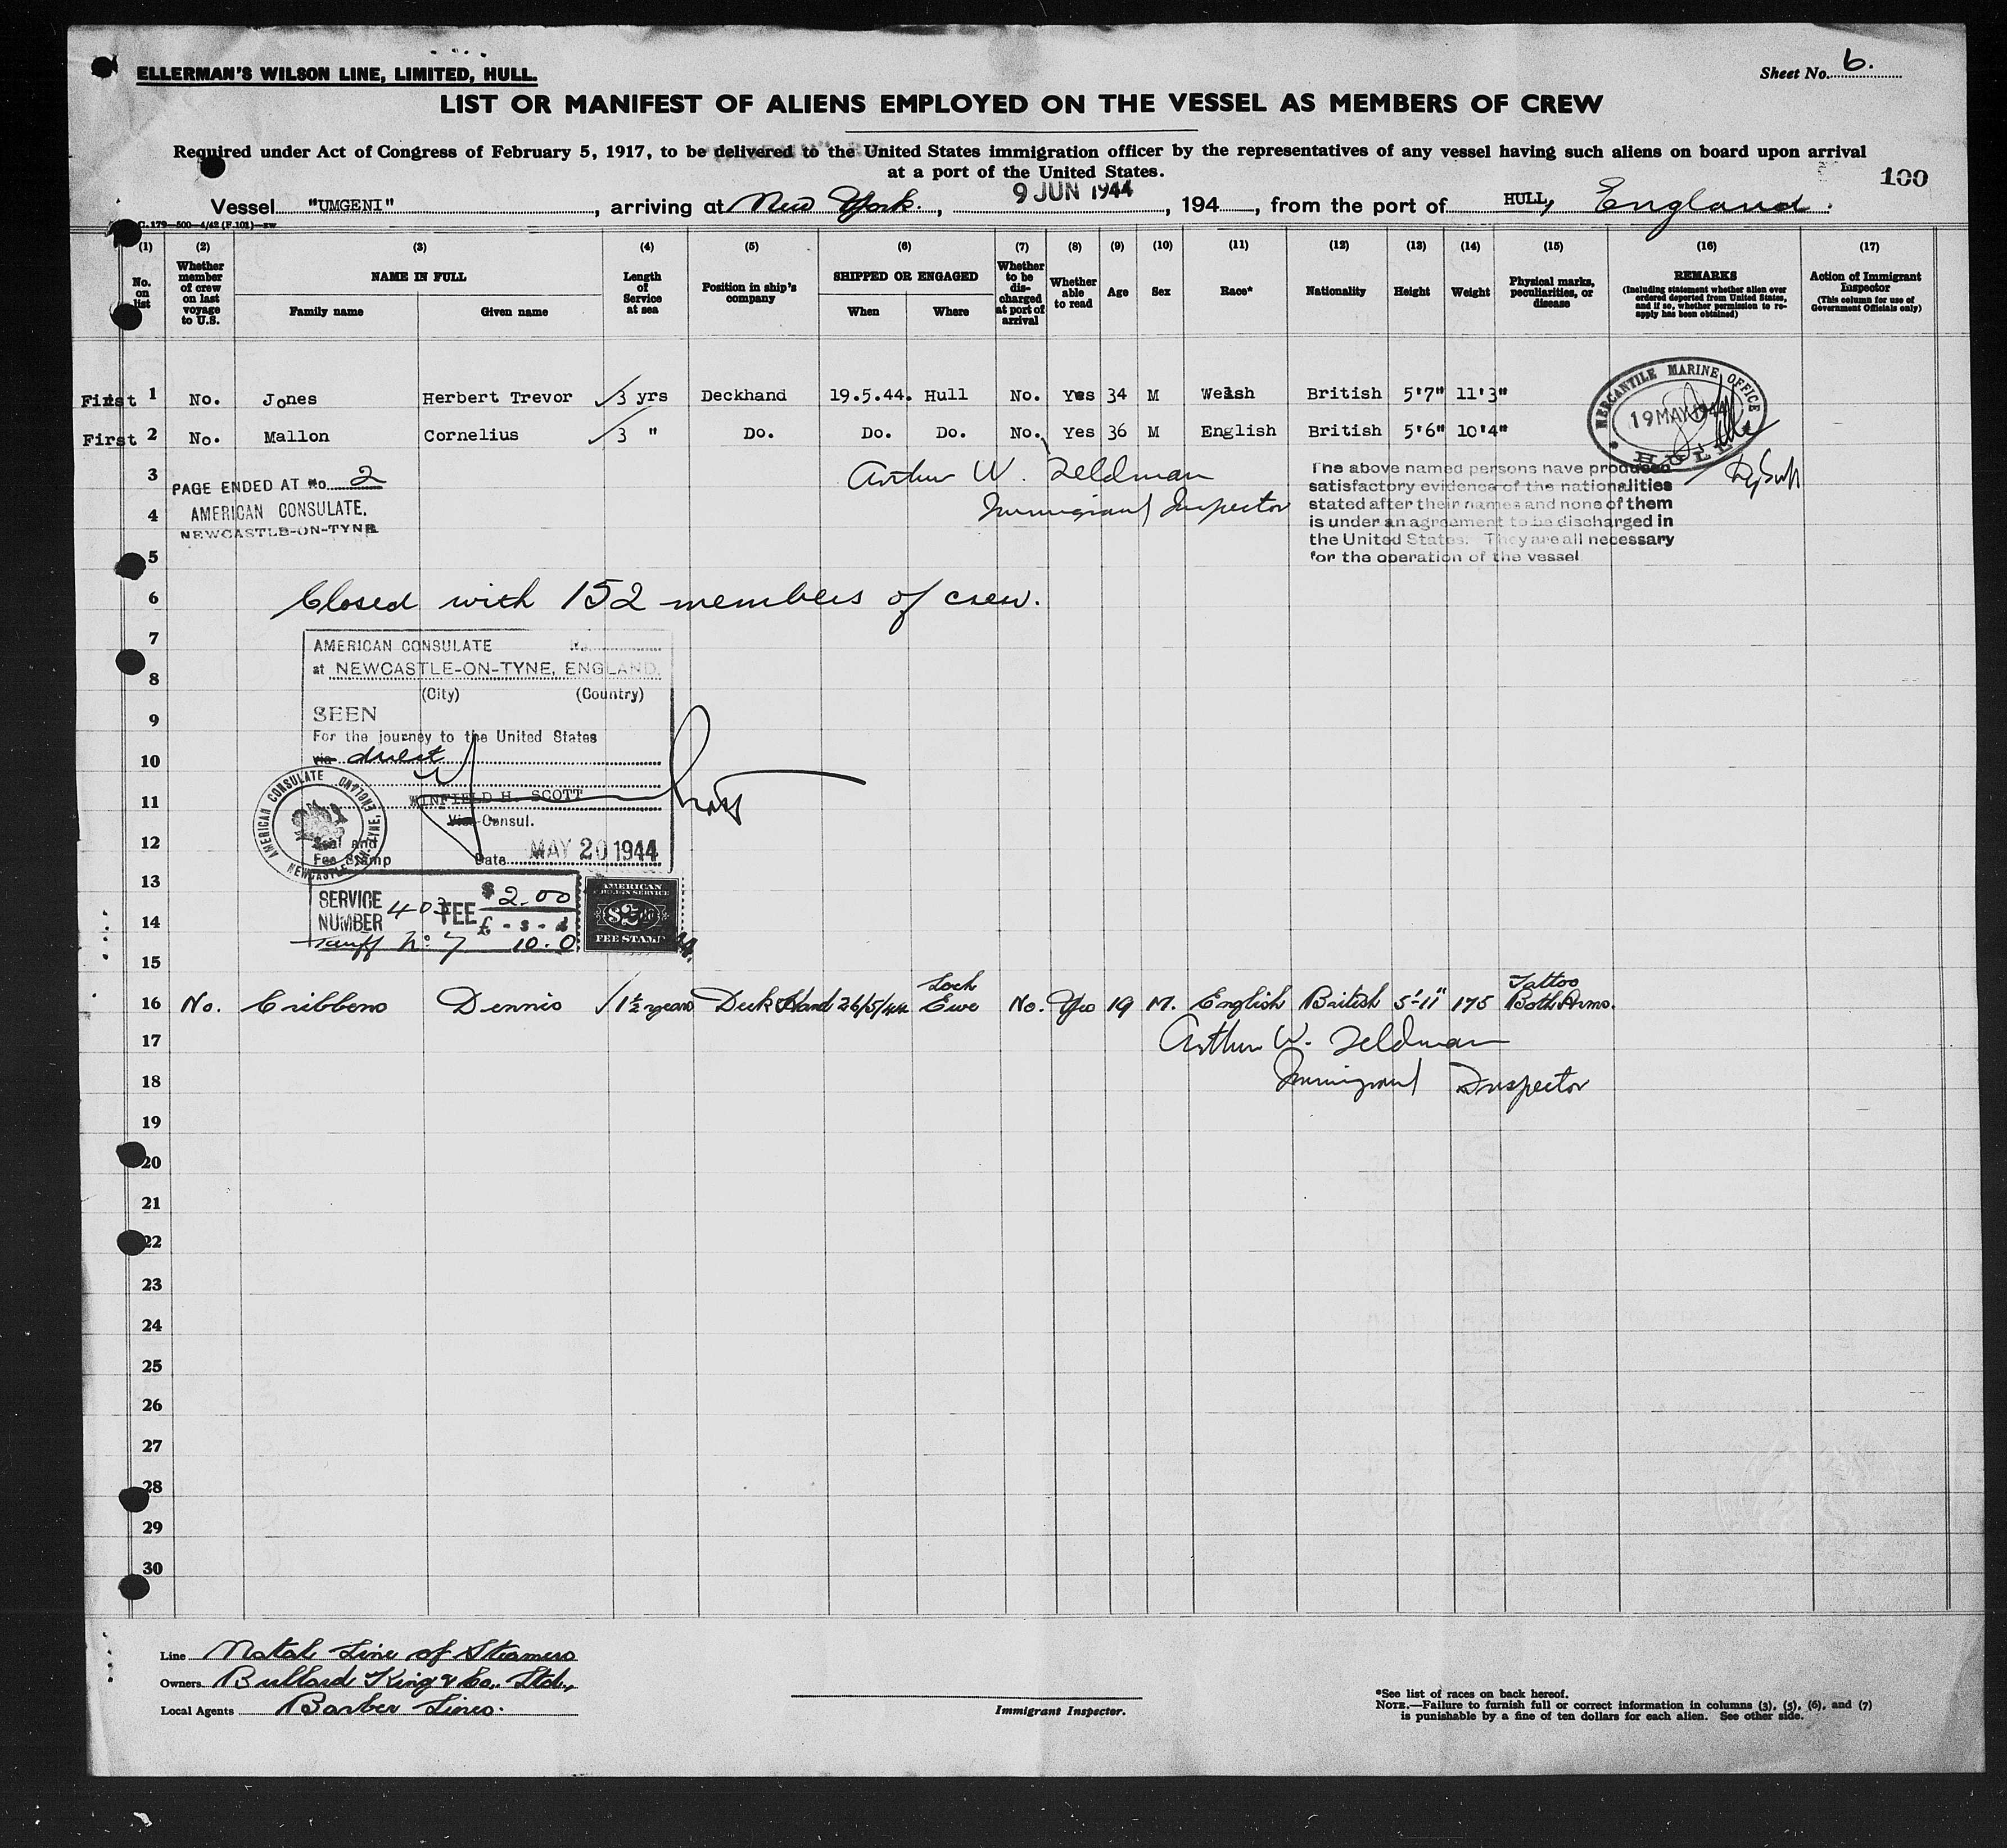 ELLERMAN'S WILSON LINE, LIMITED, HULL.
Sheet No. 6.
LIST OR MANIFEST OF ALIENS EMPLOYED ON THE VESSEL AS MEMBERS OF CREW
Required under Act of Congress of February 5, 1917, to be delivered to the United States immigration officer by the representatives of any vessel having such aliens on board upon arrival
at a port of the United States.
100
Vessel "UMGENI", arriving at New York., 9 JUN 1944, 194, from the port of HULL, England.
C.179-500-4/42 (F.102)
(1) (2) (3) (4) (5) (6) (7) (8) (9) (10) (11) (12) (13) (14) (15) (16) (17)
No. on list
Whether member of crew on last voyage to U.S.
NAME IN FULL
Family name
Given name
Length of Service at sea
Position in ship's company
SHIPPED OR ENGAGED
When
Where
Whether to be discharged at port of arrival
Whether able to read
Age
Sex
Race*
Nationality
Height
Weight
Physical marks, peculiarities, or disease
REMARKS
(Including statement whether alien ever ordered deported from United States, and if so, whether permission to re-apply has been obtained)
Action of Immigrant Inspector
(This column for use of Government Officials only)
First 1 No. Jones Herbert Trevor 3 yrs Deckhand 19.5.44. Hull No. Yes 34 M Welsh British 5'7" 11'3"
First 2 No. Mallon Cornelius 3 " Do. Do. Do. No. Yes 36 M English British 5'6" 10'4"
MERCANTILE MARINE OFFICE
19 MAY 1944
HULL
3
4
5
PAGE ENDED AT No. 2
AMERICAN CONSULATE.
NEWCASTLE-ON-TYNE
Arthur W. Feldman
Immigrant Inspector
The above named persons have produced
satisfactory evidence of the nationalities
stated after their names and none of them
is under an agreement to be discharged in
the United States. They are all necessary
for the operation of the vessel
6 Closed with 152 members of crew.
7
8
9
10
11
12
13
14
15
AMERICAN CONSULATE No.
at NEWCASTLE-ON-TYNE, ENGLAND.
(City) (Country)
SEEN
For the journey to the United States
via direct
WINFIELD H. SCOTT
Vice Consul.
Seal and
Fee Stamp
Date MAY 20 1944
AMERICAN CONSULATE NEWCASTLE-ON-TYNE, ENGLAND
SERVICE NUMBER 403 FEE $ 2.00
£ - s - d
Tariff No. 7 10.0
AMERICAN
FOREIGN SERVICE
$2.00
FEE STAMP
16 No. Cribbens Dennis 1½ years Deck Hand 26/5/44 Loch Ewe No. Yes 19 M. English British 5'-11" 175 Tattoo Both Arms.
17 Arthur W. Feldman
18 Immigrant Inspector
19
20
21
22
23
24
25
26
27
28
29
30
Line Natal Line of Steamers
Owners Bullard King & Co. Ltd.,
Local Agents Barber Lines.
Immigrant Inspector.
*See list of races on back hereof.
NOTE.—Failure to furnish full or correct information in columns (3), (5), (6), and (7)
is punishable by a fine of ten dollars for each alien. See other side.